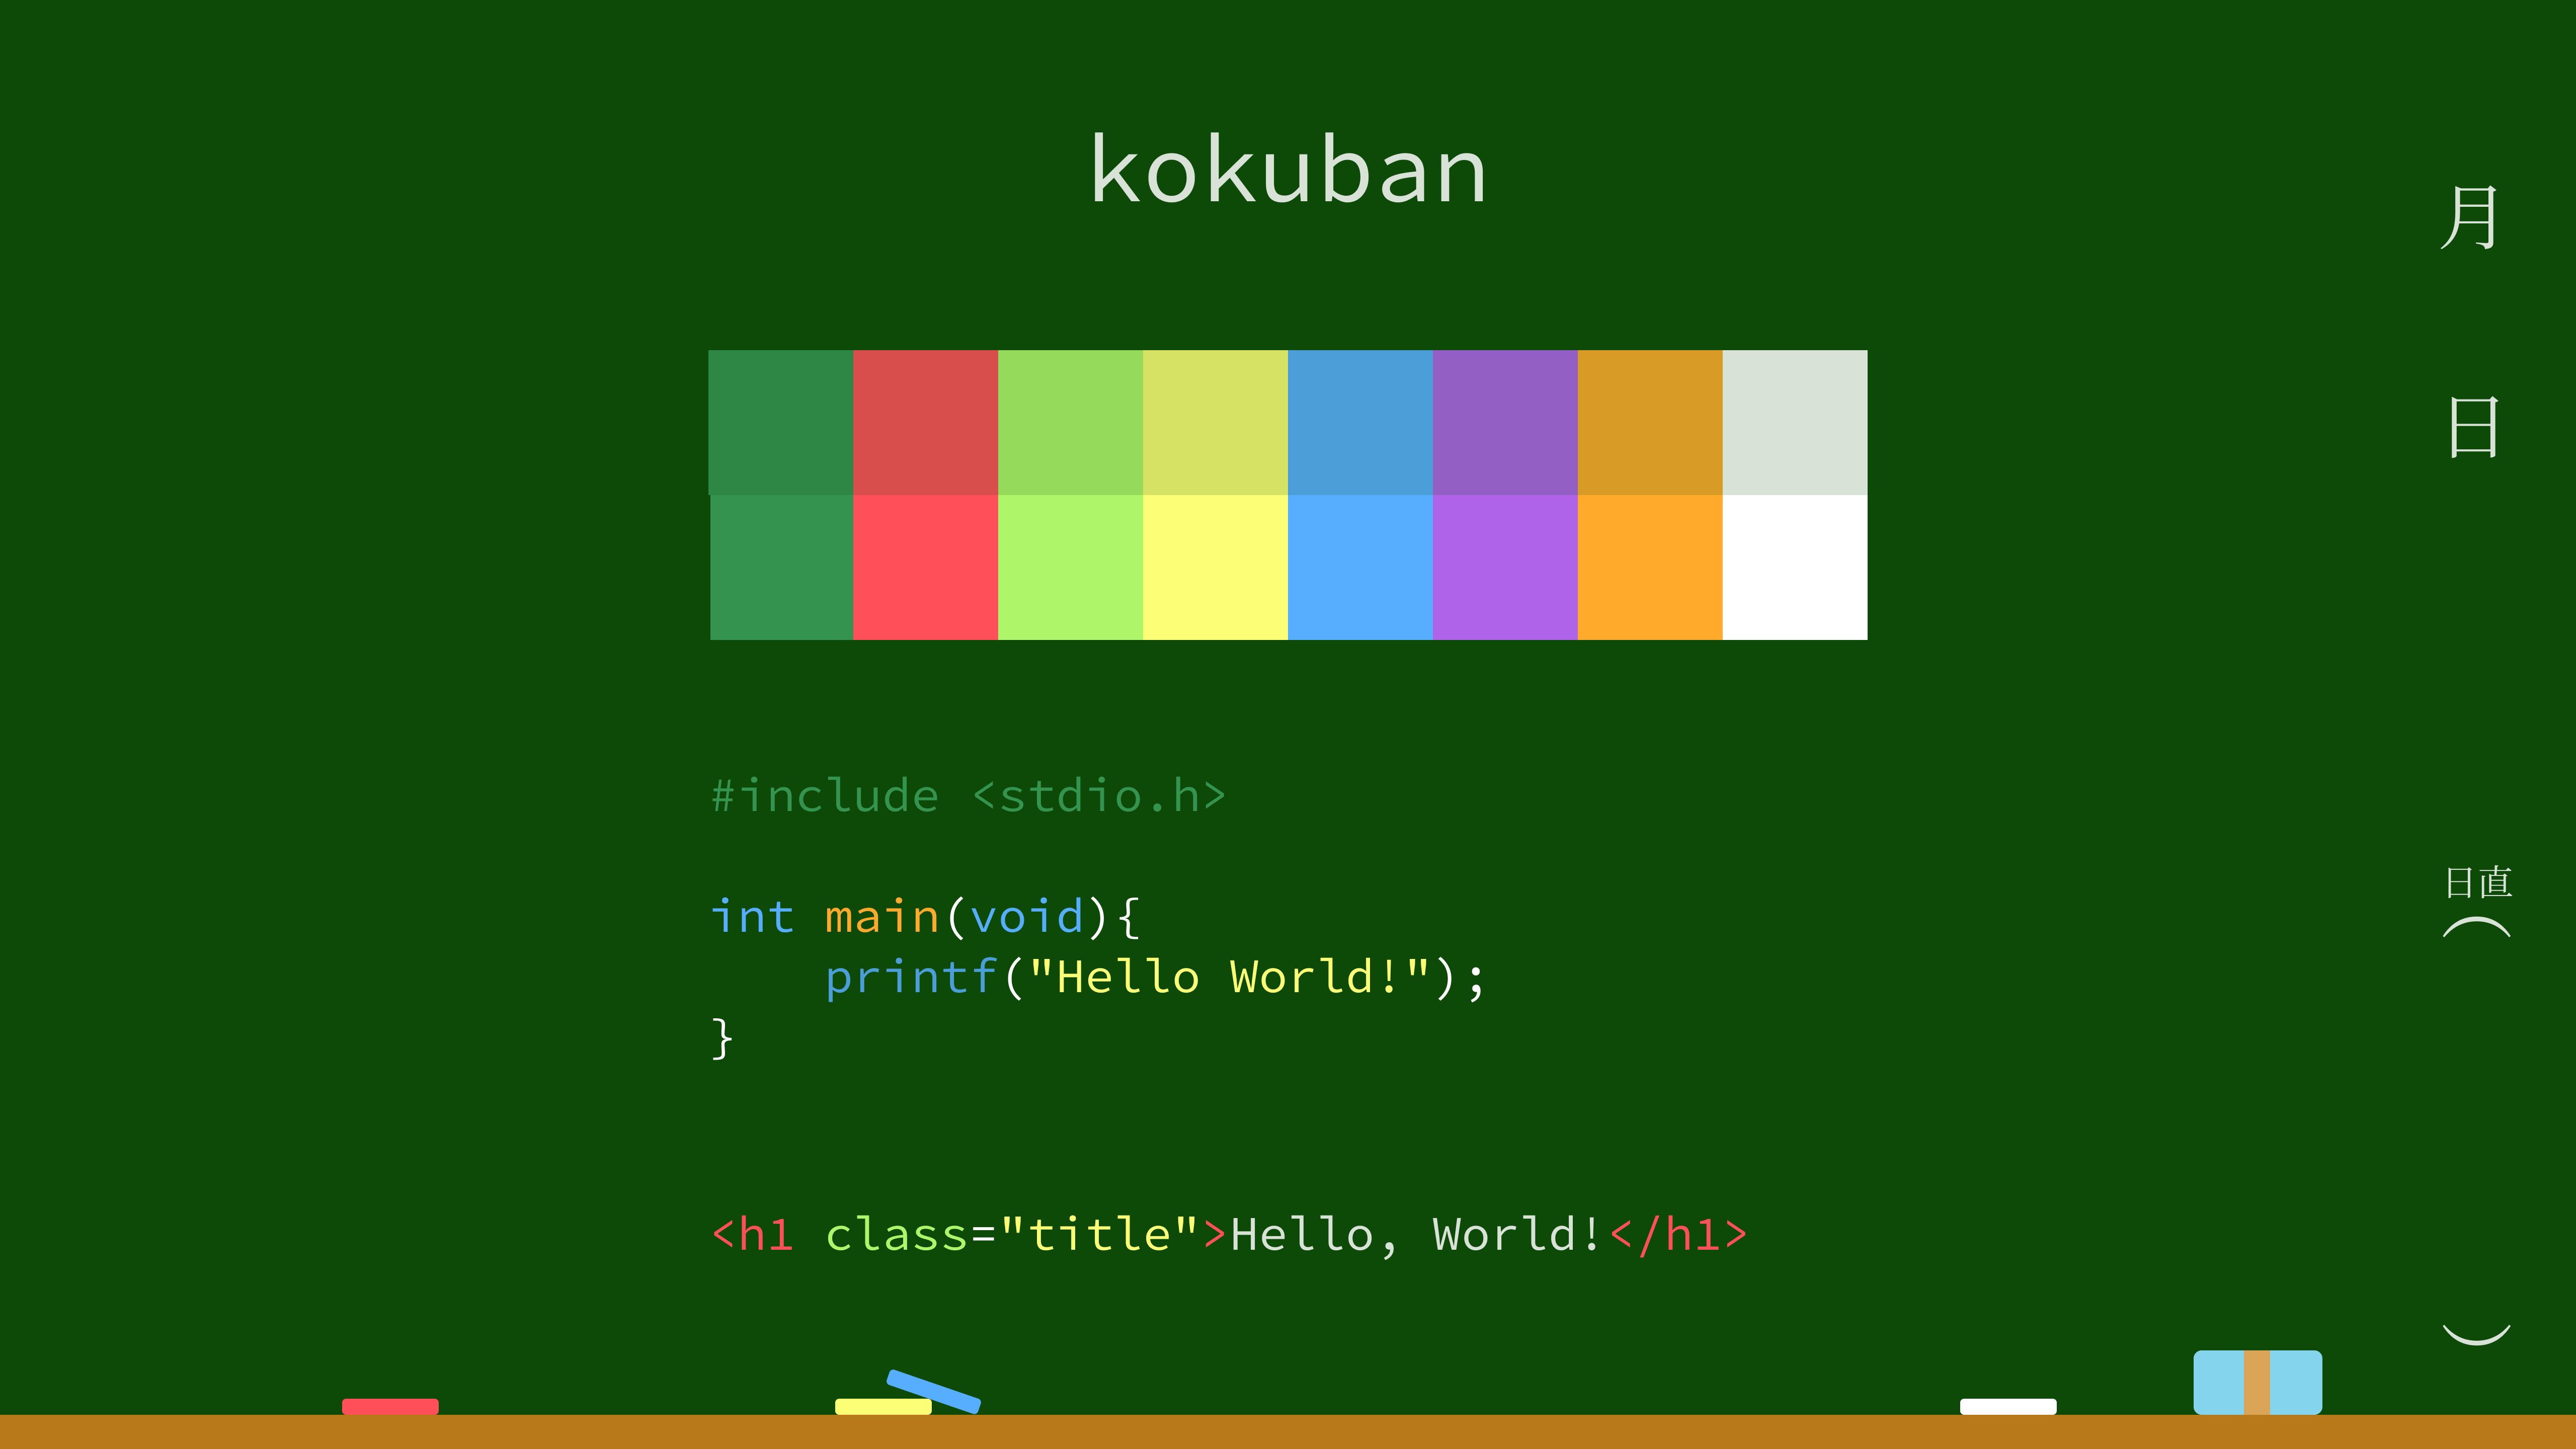 kokuban
月
日
#include <stdio.h>
int main(void){
    printf("Hello World!");
}
<h1 class="title">Hello, World!</h1>
日直
(
)